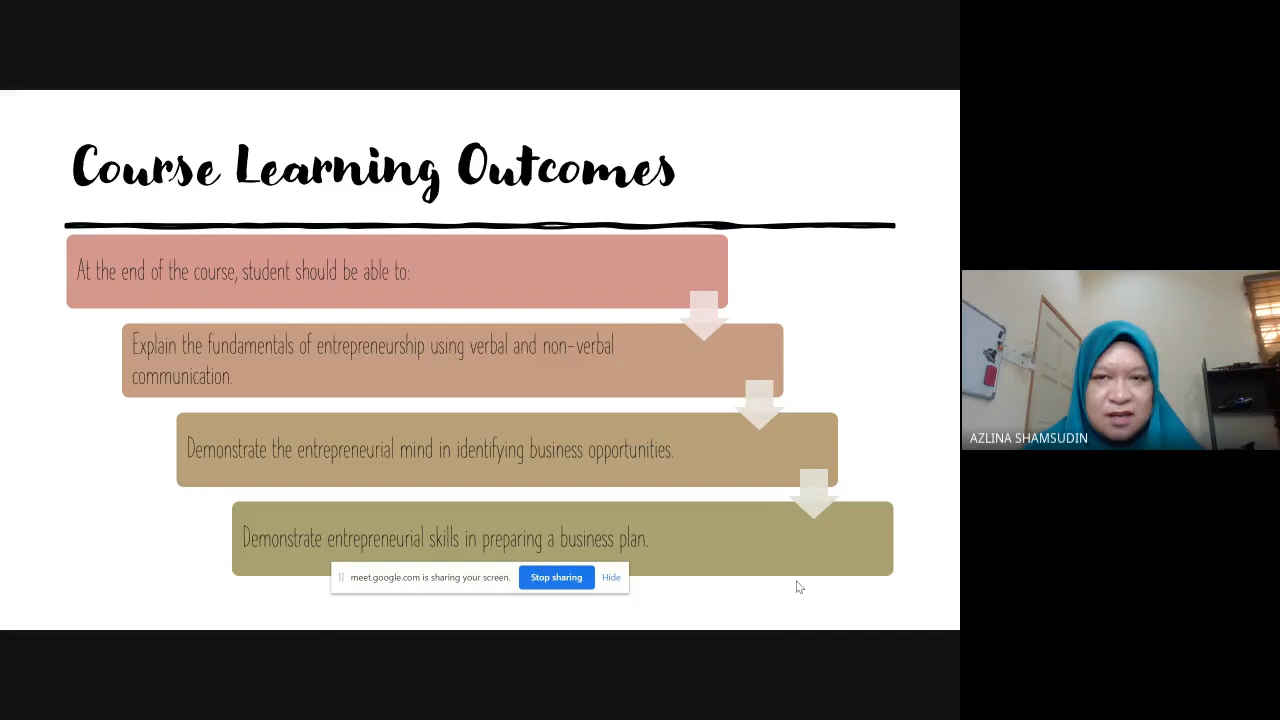 Course Learning Outcomes
At the end of the course, student should be able to:
Explain the fundamentals of entrepreneurship using verbal and non-verbal
communication.
Demonstrate the entrepreneurial mind in identifying business opportunities.
Demonstrate entrepreneurial skills in preparing a business plan.
meet.google.com is sharing your screen. Stop sharing Hide
AZLINA SHAMSUDIN